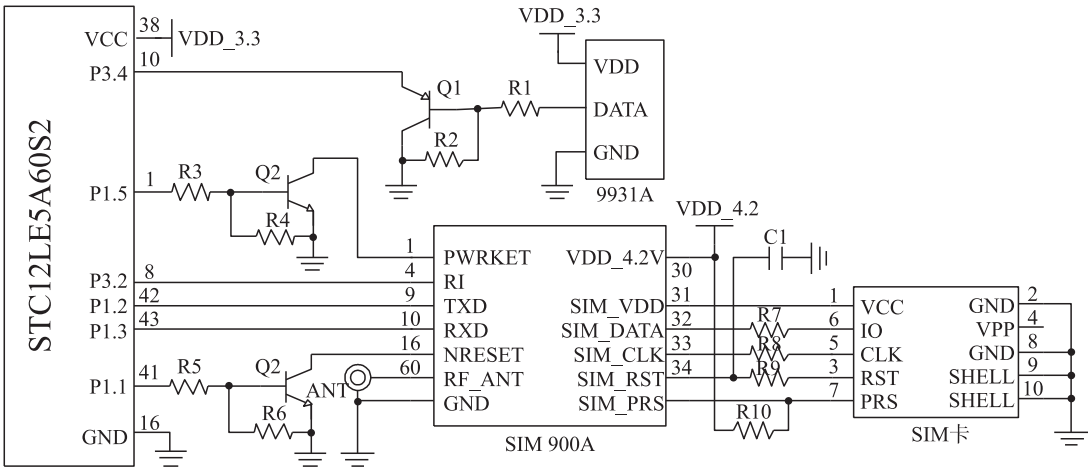 STC12LE5A60S2
VCC 38 VDD_3.3
P3.4 10
P1.5 1
P3.2 8
P1.2 42
P1.3 43
P1.1 41
GND 16
R3
R4
Q2
R5
R6
Q2
Q1
R1
R2
VDD_3.3
VDD
DATA
GND
9931A
1 PWRKET
4 RI
9 TXD
10 RXD
16 NRESET
60 RF_ANT
GND
ANT
VDD_4.2V 30
SIM_VDD 31
SIM_DATA 32
SIM_CLK 33
SIM_RST 34
SIM_PRS
SIM 900A
VDD_4.2
C1
R7
R8
R9
R10
1 VCC
6 IO
5 CLK
3 RST
7 PRS
GND 2
VPP 4
GND 8
SHELL 9
SHELL 10
SIM卡